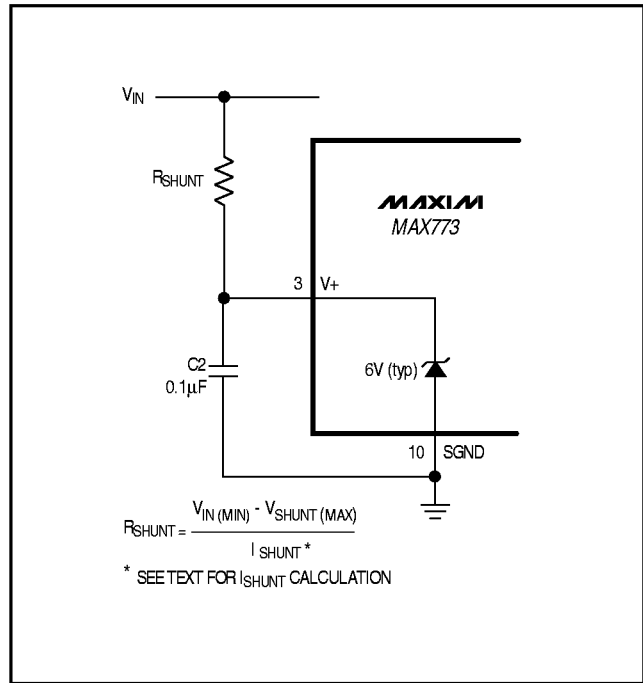 VIN
RSHUNT
MAXIM
MAX773
3 V+
C2
0.1µF
6V (typ)
10 SGND
RSHUNT = VIN (MIN) - VSHUNT (MAX)
I SHUNT *
* SEE TEXT FOR ISHUNT CALCULATION